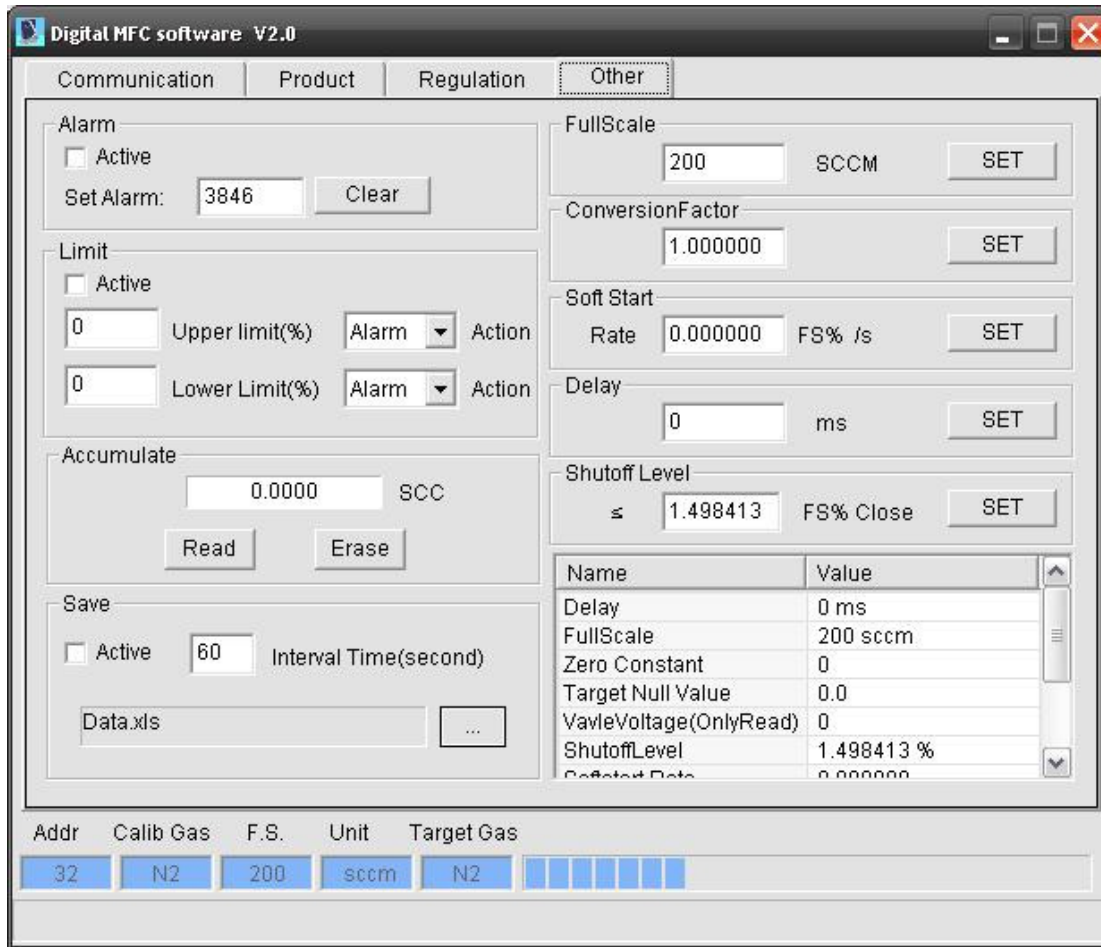 Digital MFC software V2.0
Communication Product Regulation Other
Alarm
Active
Set Alarm: 3846 Clear
Limit
Active
0 Upper limit(%) Alarm Action
0 Lower Limit(%) Alarm Action
Accumulate
0.0000 SCC
Read Erase
Save
Active 60 Interval Time(second)
Data.xls ...
FullScale
200 SCCM SET
ConversionFactor
1.000000 SET
Soft Start
Rate 0.000000 FS% /s SET
Delay
0 ms SET
Shutoff Level
≤ 1.498413 FS% Close SET
Name Value
Delay 0 ms
FullScale 200 sccm
Zero Constant 0
Target Null Value 0.0
VavleVoltage(OnlyRead) 0
ShutoffLevel 1.498413 %
Addr Calib Gas F.S. Unit Target Gas
32 N2 200 sccm N2